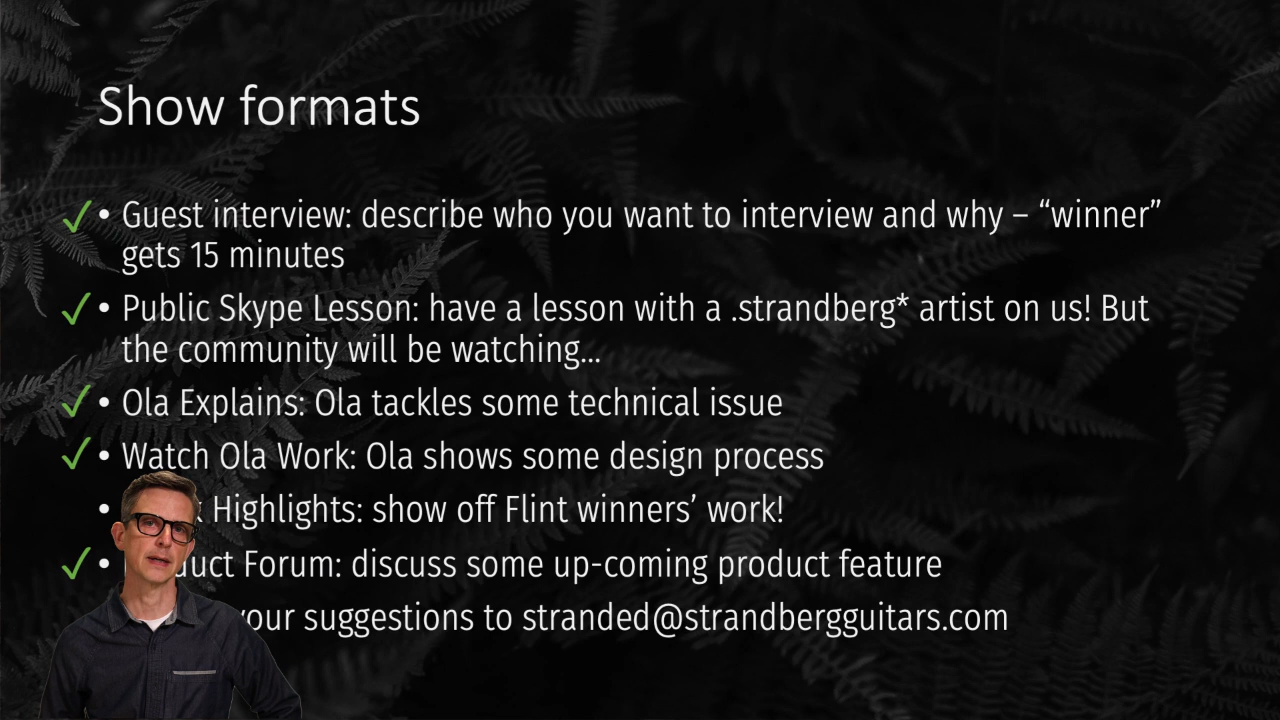 Show formats
✓ • Guest interview: describe who you want to interview and why – “winner”
gets 15 minutes
✓ • Public Skype Lesson: have a lesson with a .strandberg* artist on us! But
the community will be watching...
✓ • Ola Explains: Ola tackles some technical issue
✓ • Watch Ola Work: Ola shows some design process
• Highlights: show off Flint winners’ work!
✓ • Forum: discuss some up-coming product feature
your suggestions to stranded@strandbergguitars.com